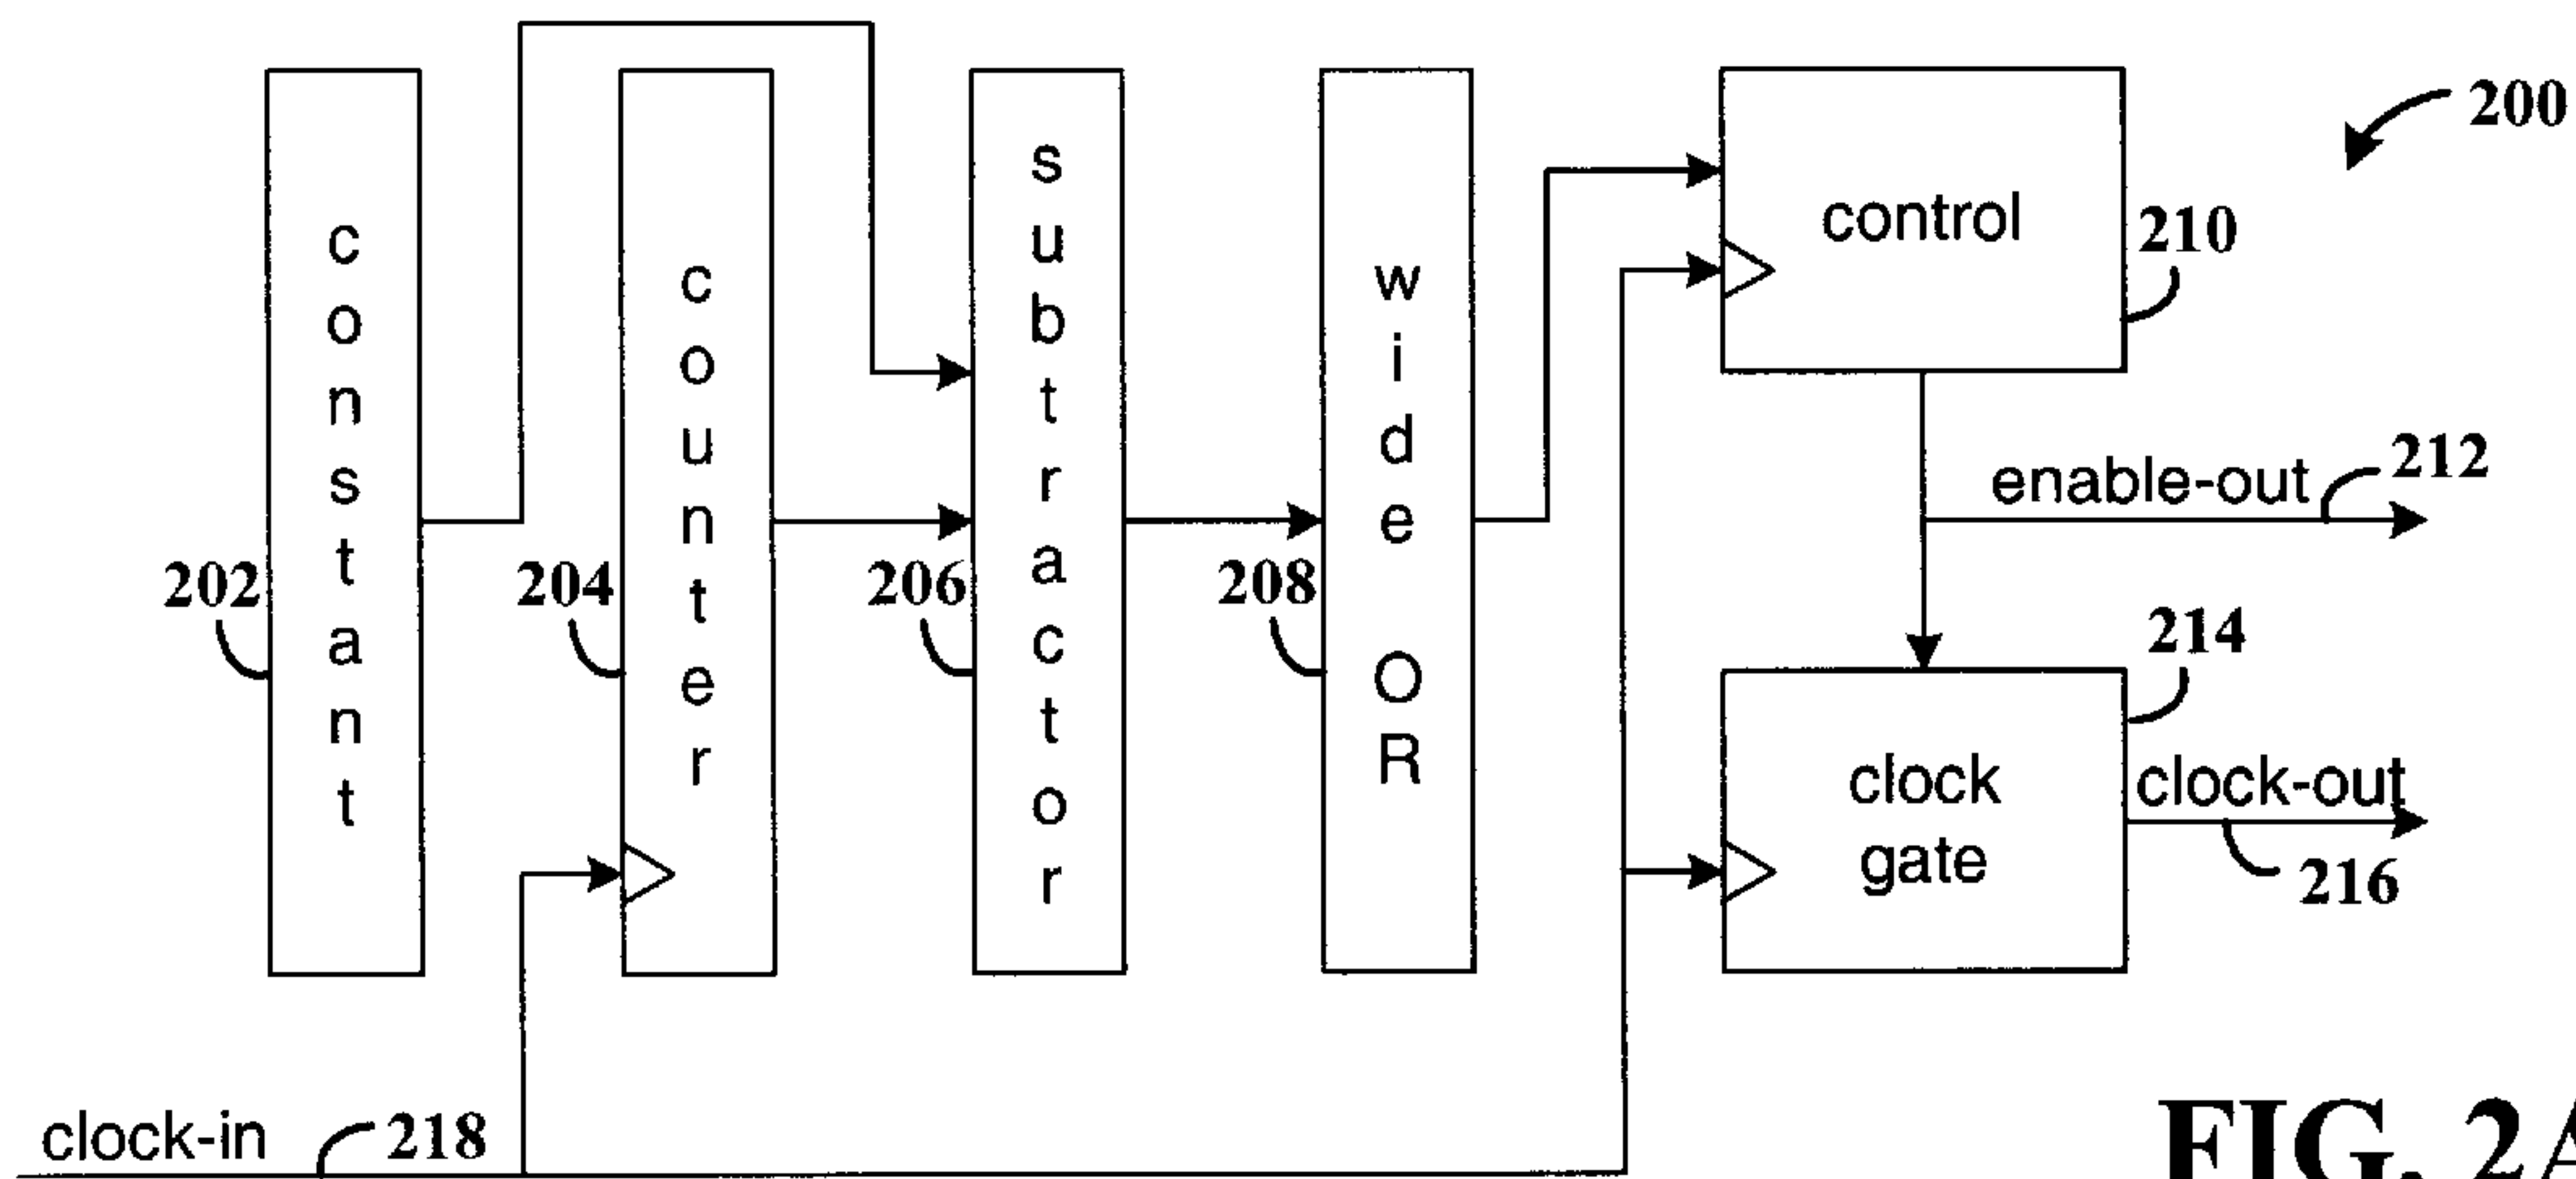 200
constant
counter
subtractor
wide OR
control
210
enable-out
212
202
204
206
208
214
clock
gate
clock-out
216
clock-in
218
FIG. 2A